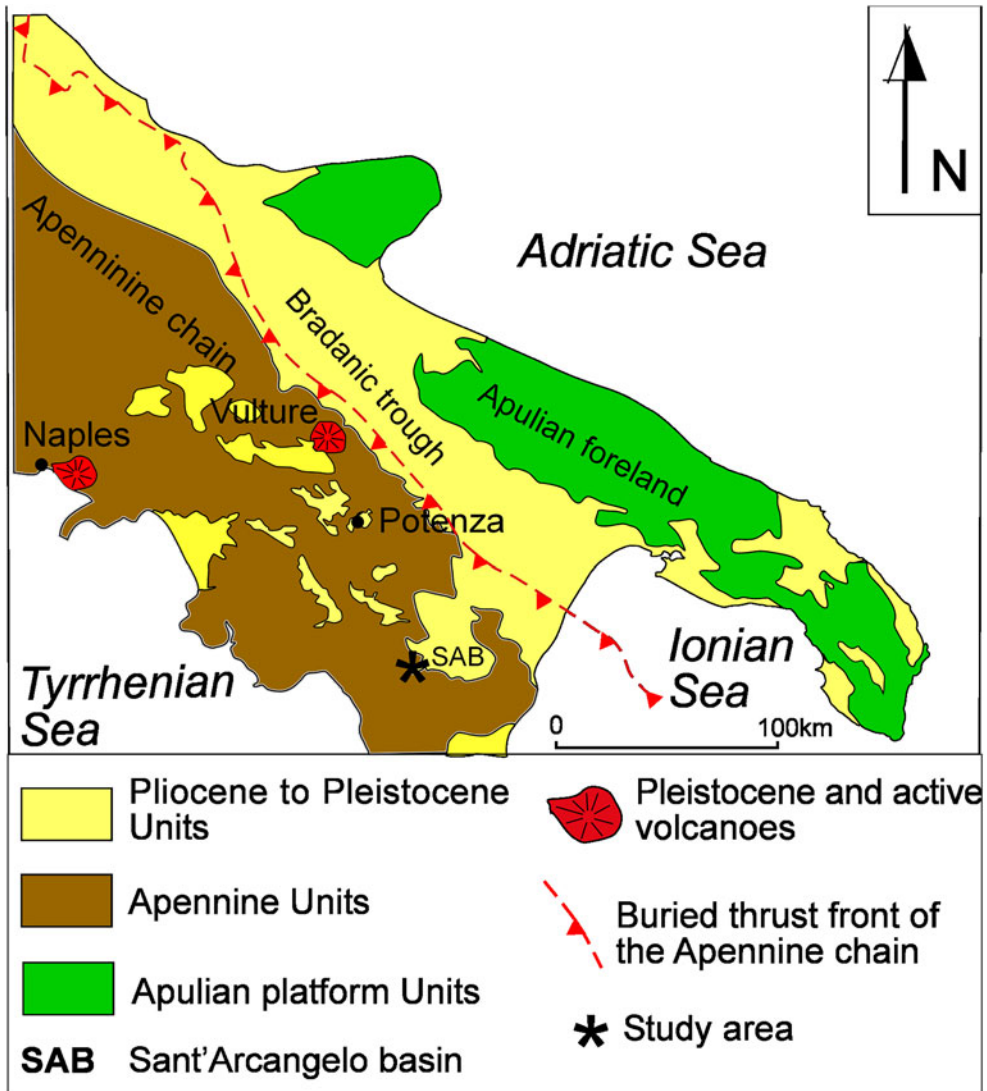 N
Adriatic Sea
Apenninine chain
Bradanic trough
Apulian foreland
Vulture
Naples
Potenza
SAB
Ionian
Sea
Tyrrhenian
Sea
0
100km
Pliocene to Pleistocene
Units
Apennine Units
Apulian platform Units
SAB Sant'Arcangelo basin
Pleistocene and active
volcanoes
Buried thrust front of
the Apennine chain
Study area